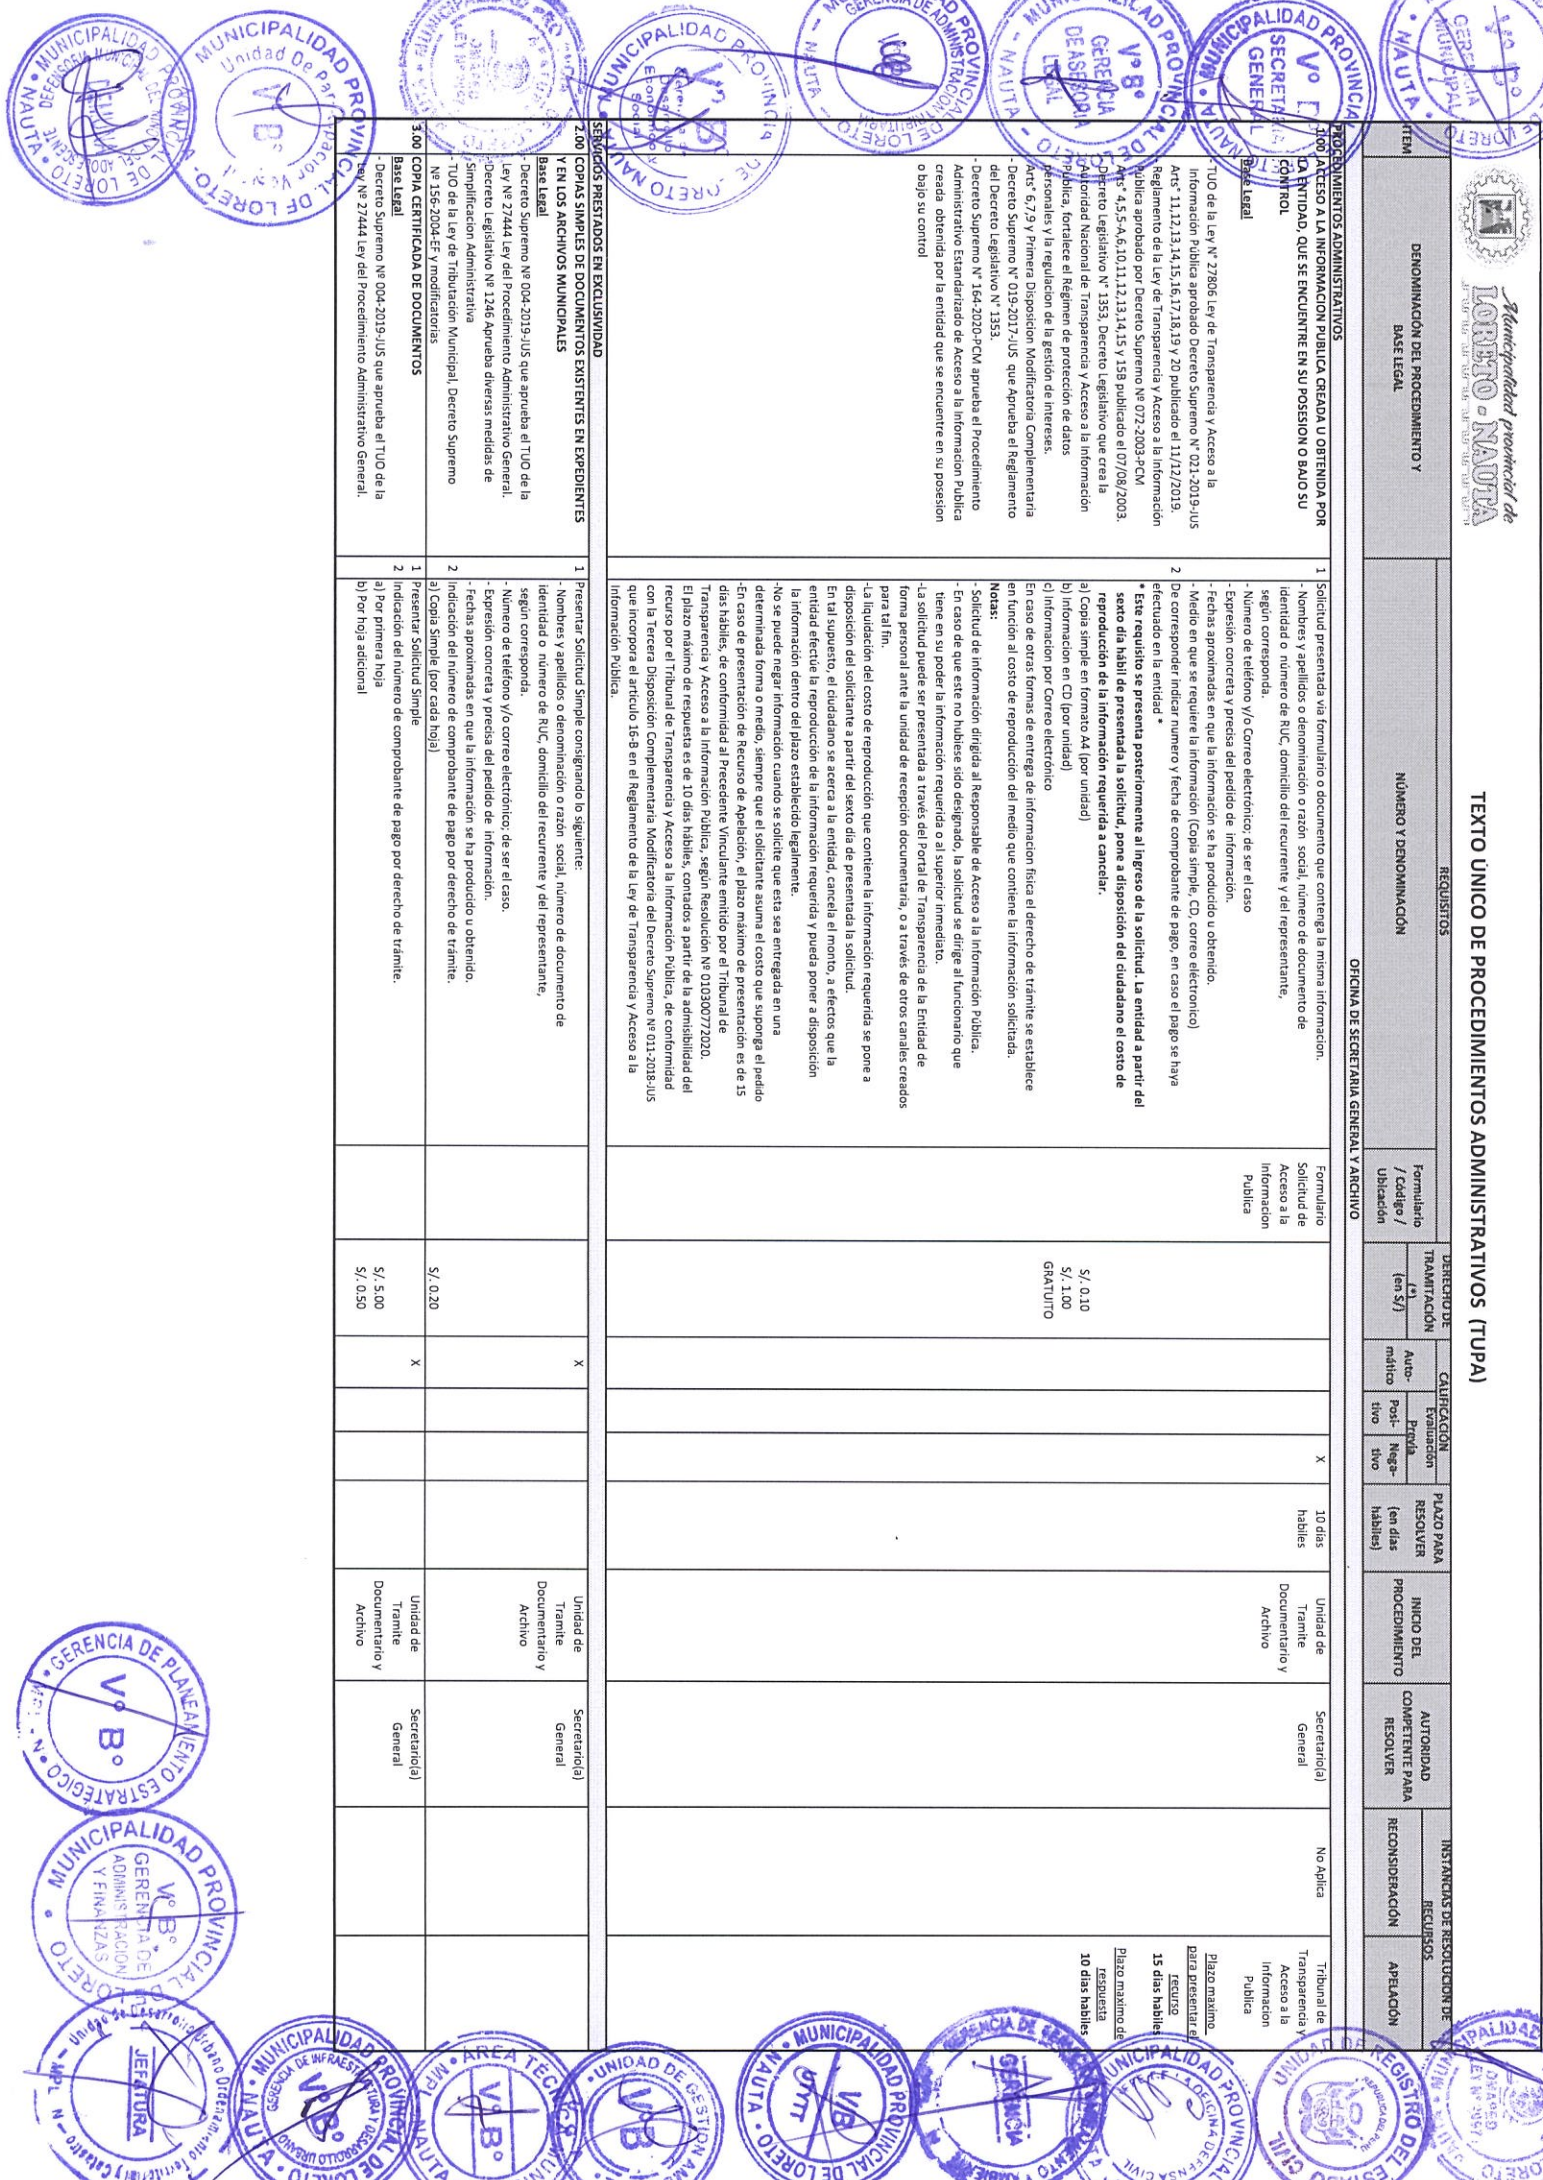 Municipalidad provincial de
LORETO - NAUTA
TEXTO ÚNICO DE PROCEDIMIENTOS ADMINISTRATIVOS (TUPA)
ITEM
DENOMINACIÓN DEL PROCEDIMIENTO Y
BASE LEGAL
REQUISITOS
NÚMERO Y DENOMINACIÓN
Formulario
/ Código /
Ubicación
DERECHO DE
TRAMITACIÓN
(*)
(en S/)
CALIFICACIÓN
Auto-
mático
Evaluación
Previa
Posi-
tivo
Nega-
tivo
PLAZO PARA
RESOLVER
(en días
hábiles)
INICIO DEL
PROCEDIMIENTO
AUTORIDAD
COMPETENTE PARA
RESOLVER
INSTANCIAS DE RESOLUCION DE
RECURSOS
RECONSIDERACIÓN
APELACIÓN
OFICINA DE SECRETARIA GENERAL Y ARCHIVO
PROCEDIMIENTOS ADMINISTRATIVOS
1.00 ACCESO A LA INFORMACION PUBLICA CREADA U OBTENIDA POR
LA ENTIDAD, QUE SE ENCUENTRE EN SU POSESION O BAJO SU
CONTROL
Base Legal
- TUO de la Ley N° 27806 Ley de Transparencia y Acceso a la
Información Pública aprobado Decreto Supremo N° 021-2019-JUS
Arts° 11,12,13,14,15,16,17,18,19 y 20 publicado el 11/12/2019.
- Reglamento de la Ley de Transparencia y Acceso a la Información
Pública aprobado por Decreto Supremo Nº 072-2003-PCM
Arts° 4,5,5-A,6,10,11,12,13,14,15 y 15B publicado el 07/08/2003.
- Decreto Legislativo N° 1353, Decreto Legislativo que crea la
Autoridad Nacional de Transparencia y Acceso a la Información
Pública, fortalece el Régimen de protección de datos
personales y la regulacion de la gestión de intereses.
Arts° 6,7,9 y Primera Disposicion Modificatoria Complementaria
- Decreto Supremo N° 019-2017-JUS que Aprueba el Reglamento
del Decreto Legislativo N° 1353.
- Decreto Supremo N° 164-2020-PCM aprueba el Procedimiento
Administrativo Estandarizado de Acceso a la Informacion Publica
creada obtenida por la entidad que se encuentre en su posesion
o bajo su control
1 Solicitud presentada via formulario o documento que contenga la misma informacion.
- Nombres y apellidos o denominación o razón social, número de documento de
identidad o número de RUC, domicilio del recurrente y del representante,
según corresponda.
- Número de teléfono y/o Correo electrónico; de ser el caso
- Expresión concreta y precisa del pedido de información.
- Fechas aproximadas en que la información se ha producido u obtenido.
- Medio en que se requiere la información (Copia simple, CD, correo eléctronico)
2 De corresponder indicar numero y fecha de comprobante de pago, en caso el pago se haya
efectuado en la entidad *
* Este requisito se presenta posteriormente al ingreso de la solicitud. La entidad a partir del
sexto día hábil de presentada la solicitud, pone a disposición del ciudadano el costo de
reproducción de la información requerida a cancelar.
a) Copia simple en formato A4 (por unidad)
b) Informacion en CD (por unidad)
c) Informacion por Correo electrónico
En caso de otras formas de entrega de informacion fisica el derecho de trámite se establece
en función al costo de reproducción del medio que contiene la información solicitada.
Notas:
- Solicitud de información dirigida al Responsable de Acceso a la Información Pública.
- En caso de que este no hubiese sido designado, la solicitud se dirige al funcionario que
tiene en su poder la información requerida o al superior inmediato.
-La solicitud puede ser presentada a través del Portal de Transparencia de la Entidad de
forma personal ante la unidad de recepción documentaria, o a través de otros canales creados
para tal fin.
-La liquidación del costo de reproducción que contiene la información requerida se pone a
disposición del solicitante a partir del sexto dia de presentada la solicitud.
En tal supuesto, el ciudadano se acerca a la entidad, cancela el monto, a efectos que la
entidad efectúe la reproducción de la información requerida y pueda poner a disposición
la información dentro del plazo establecido legalmente.
-No se puede negar información cuando se solicite que esta sea entregada en una
determinada forma o medio, siempre que el solicitante asuma el costo que suponga el pedido
-En caso de presentación de Recurso de Apelación, el plazo máximo de presentación es de 15
días hábiles, de conformidad al Precedente Vinculante emitido por el Tribunal de
Transparencia y Acceso a la Información Pública, según Resolución Nº 010300772020.
El plazo máximo de respuesta es de 10 días hábiles, contados a partir de la admisibilidad del
recurso por el Tribunal de Transparencia y Acceso a la Información Pública, de conformidad
con la Tercera Disposición Complementaria Modificatoria del Decreto Supremo Nº 011-2018-JUS
que incorpora el artículo 16-B en el Reglamento de la Ley de Transparencia y Acceso a la
Información Pública.
Formulario
Solicitud de
Acceso a la
Informacion
Publica
S/. 0.10
S/. 1.00
GRATUITO
X
10 dias
habiles
Unidad de
Tramite
Documentario y
Archivo
Secretario(a)
General
No Aplica
Tribunal de
Transparencia y
Acceso a la
Informacion
Publica
Plazo maximo
para presentar el
recurso
15 dias habiles
Plazo maximo de
respuesta
10 dias habiles
SERVICIOS PRESTADOS EN EXCLUSIVIDAD
2.00 COPIAS SIMPLES DE DOCUMENTOS EXISTENTES EN EXPEDIENTES
Y EN LOS ARCHIVOS MUNICIPALES
Base Legal
- Decreto Supremo Nº 004-2019-JUS que aprueba el TUO de la
Ley Nº 27444 Ley del Procedimiento Administrativo General.
- Decreto Legislativo Nº 1246 Aprueba diversas medidas de
Simplificacion Administrativa
- TUO de la Ley de Tributación Municipal, Decreto Supremo
Nº 156-2004-EF y modificatorias
1 Presentar Solicitud Simple consignando lo siguiente:
- Nombres y apellidos o denominación o razón social, número de documento de
identidad o número de RUC, domicilio del recurrente y del representante,
según corresponda.
- Número de teléfono y/o correo electrónico; de ser el caso.
- Expresión concreta y precisa del pedido de información.
- Fechas aproximadas en que la información se ha producido u obtenido.
2 Indicación del número de comprobante de pago por derecho de trámite.
a) Copia Simple (por cada hoja)
S/. 0.20
X
Unidad de
Tramite
Documentario y
Archivo
Secretario(a)
General
3.00 COPIA CERTIFICADA DE DOCUMENTOS
Base Legal
- Decreto Supremo Nº 004-2019-JUS que aprueba el TUO de la
Ley Nº 27444 Ley del Procedimiento Administrativo General.
1 Presentar Solicitud Simple
2 Indicación del número de comprobante de pago por derecho de trámite.
a) Por primera hoja
b) Por hoja adicional
S/. 5.00
S/. 0.50
X
Unidad de
Tramite
Documentario y
Archivo
Secretario(a)
General
GERENCIA DE PLANEAMIENTO ESTRATÉGICO
V° B°
MUNICIPALIDAD PROVINCIAL DE LORETO
V° B°
GERENCIA DE
ADMINISTRACION
Y FINANZAS
JEFATURA
MUNICIPALIDAD PROVINCIAL DE LORETO - NAUTA
V° B°
SECRETARIA
GENERAL
V° B°
GERENCIA
DE ASESORIA
LEGAL